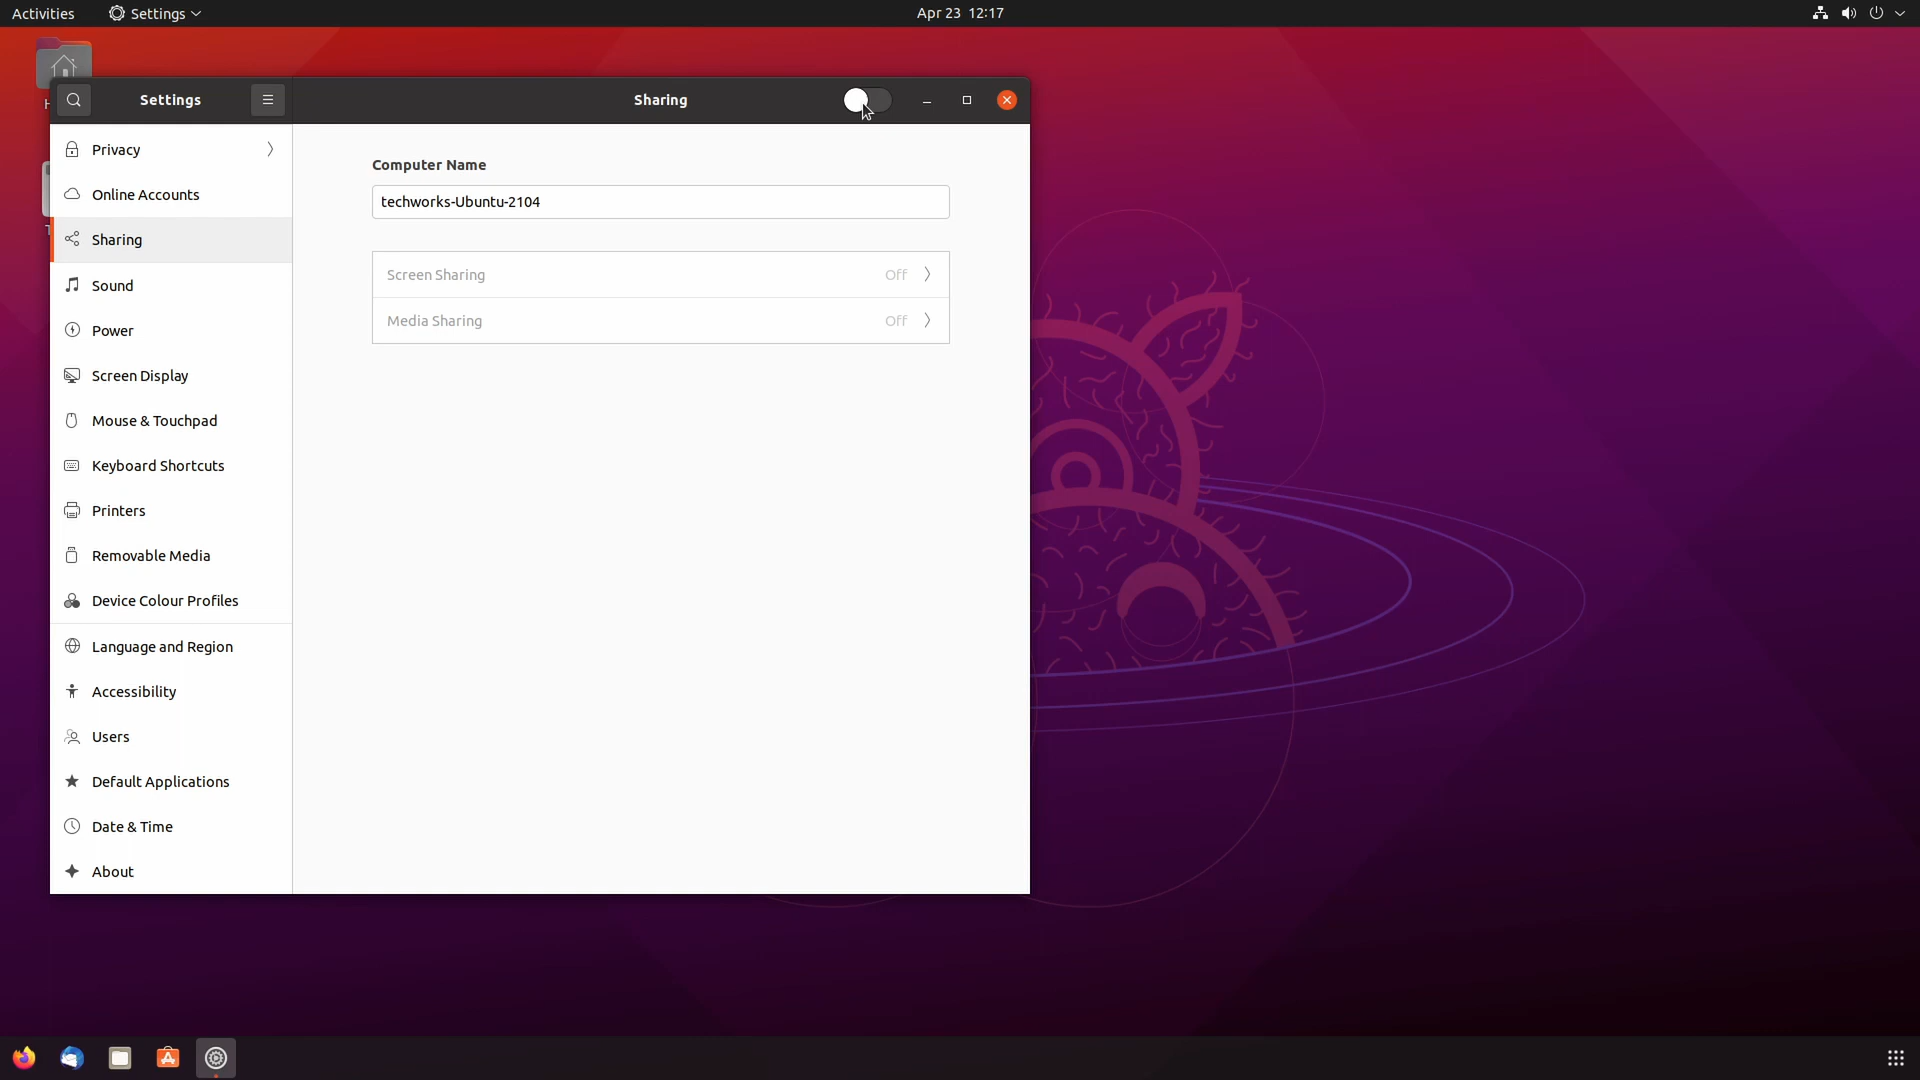 Activities
Settings
Apr 23 12:17
Settings
Sharing
Privacy
Online Accounts
Sharing
Sound
Power
Screen Display
Mouse & Touchpad
Keyboard Shortcuts
Printers
Removable Media
Device Colour Profiles
Language and Region
Accessibility
Users
Default Applications
Date & Time
About
Computer Name
techworks-Ubuntu-2104
Screen Sharing Off
Media Sharing Off